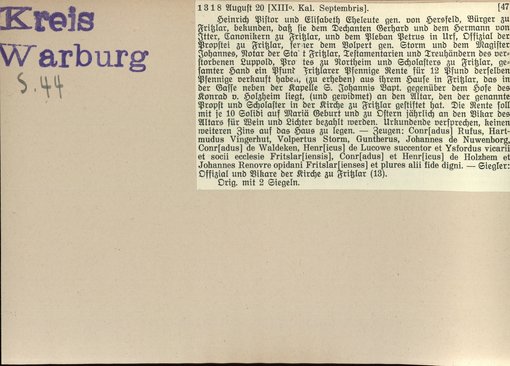 Kreis
Warburg
S. 44
1318 August 20 [XIII°. Kal. Septembris]. [47
Heinrich Pistor und Elisabeth Eheleute gen. von Hersfeld, Bürger zu
Fritzlar, bekunden, daß sie dem Dechanten Gerhard und dem Hermann von
Itter, Canonikern zu Fritzlar, und dem Pleban Petrus in Urf, Offizial der
Propstei zu Fritzlar, ferner dem Volpert gen. Storm und dem Magister
Johannes, Notar der Stadt Fritzlar, Testamentarien und Treuhändern des ver-
storbenen Luppold, Propstes zu Northeim und Scholasters zu Fritzlar, ge-
samter Hand ein Pfund Fritzlarer Pfennige Rente für 12 Pfund derselben
Pfennige verkauft haben, (zu erheben) aus ihrem Hause in Fritzlar, das in
der Gasse neben der Kapelle S. Johannis Bapt. gegenüber dem Hofe des
Konrad v. Holzheim liegt, (und gewidmet) an den Altar, den der genannte
Propst und Scholaster in der Kirche zu Fritzlar gestiftet hat. Die Rente soll
mit je 10 Solidi auf Mariä Geburt und zu Ostern jährlich an den Vikar des
Altars für Wein und Lichter bezahlt werden. Urkundende versprechen, keinen
weiteren Zins auf das Haus zu legen. — Zeugen: Conr[adus] Rufus, Hart-
mudus Vingerhut, Volpertus Storm, Guntherus, Johannes de Nuwenborg,
Conr[adus] de Waldeken, Henr[icus] de Lucowe succentor et Ysfordus vicarii
et socii ecclesie Fritslar[iensis], Conr[adus] et Henr[icus] de Holzhem et
Johannes Renovre opidani Fritslar[ienses] et plures alii fide digni. — Siegler:
Offizial und Vikare der Kirche zu Fritzlar (13).
Orig. mit 2 Siegeln.